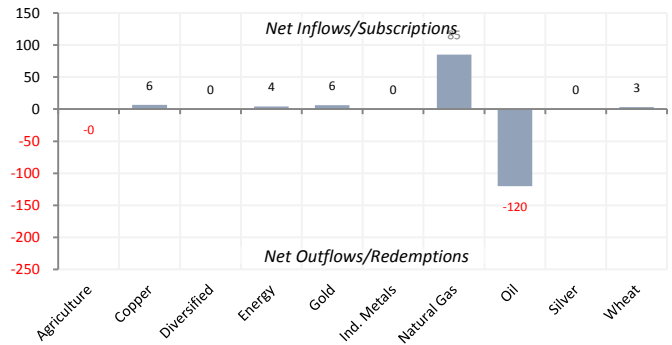 150
100
50
0
-50
-100
-150
-200
-250
Net Inflows/Subscriptions
-0
6
0
4
6
0
85
-120
0
3
Net Outflows/Redemptions
Agriculture
Copper
Diversified
Energy
Gold
Ind. Metals
Natural Gas
Oil
Silver
Wheat